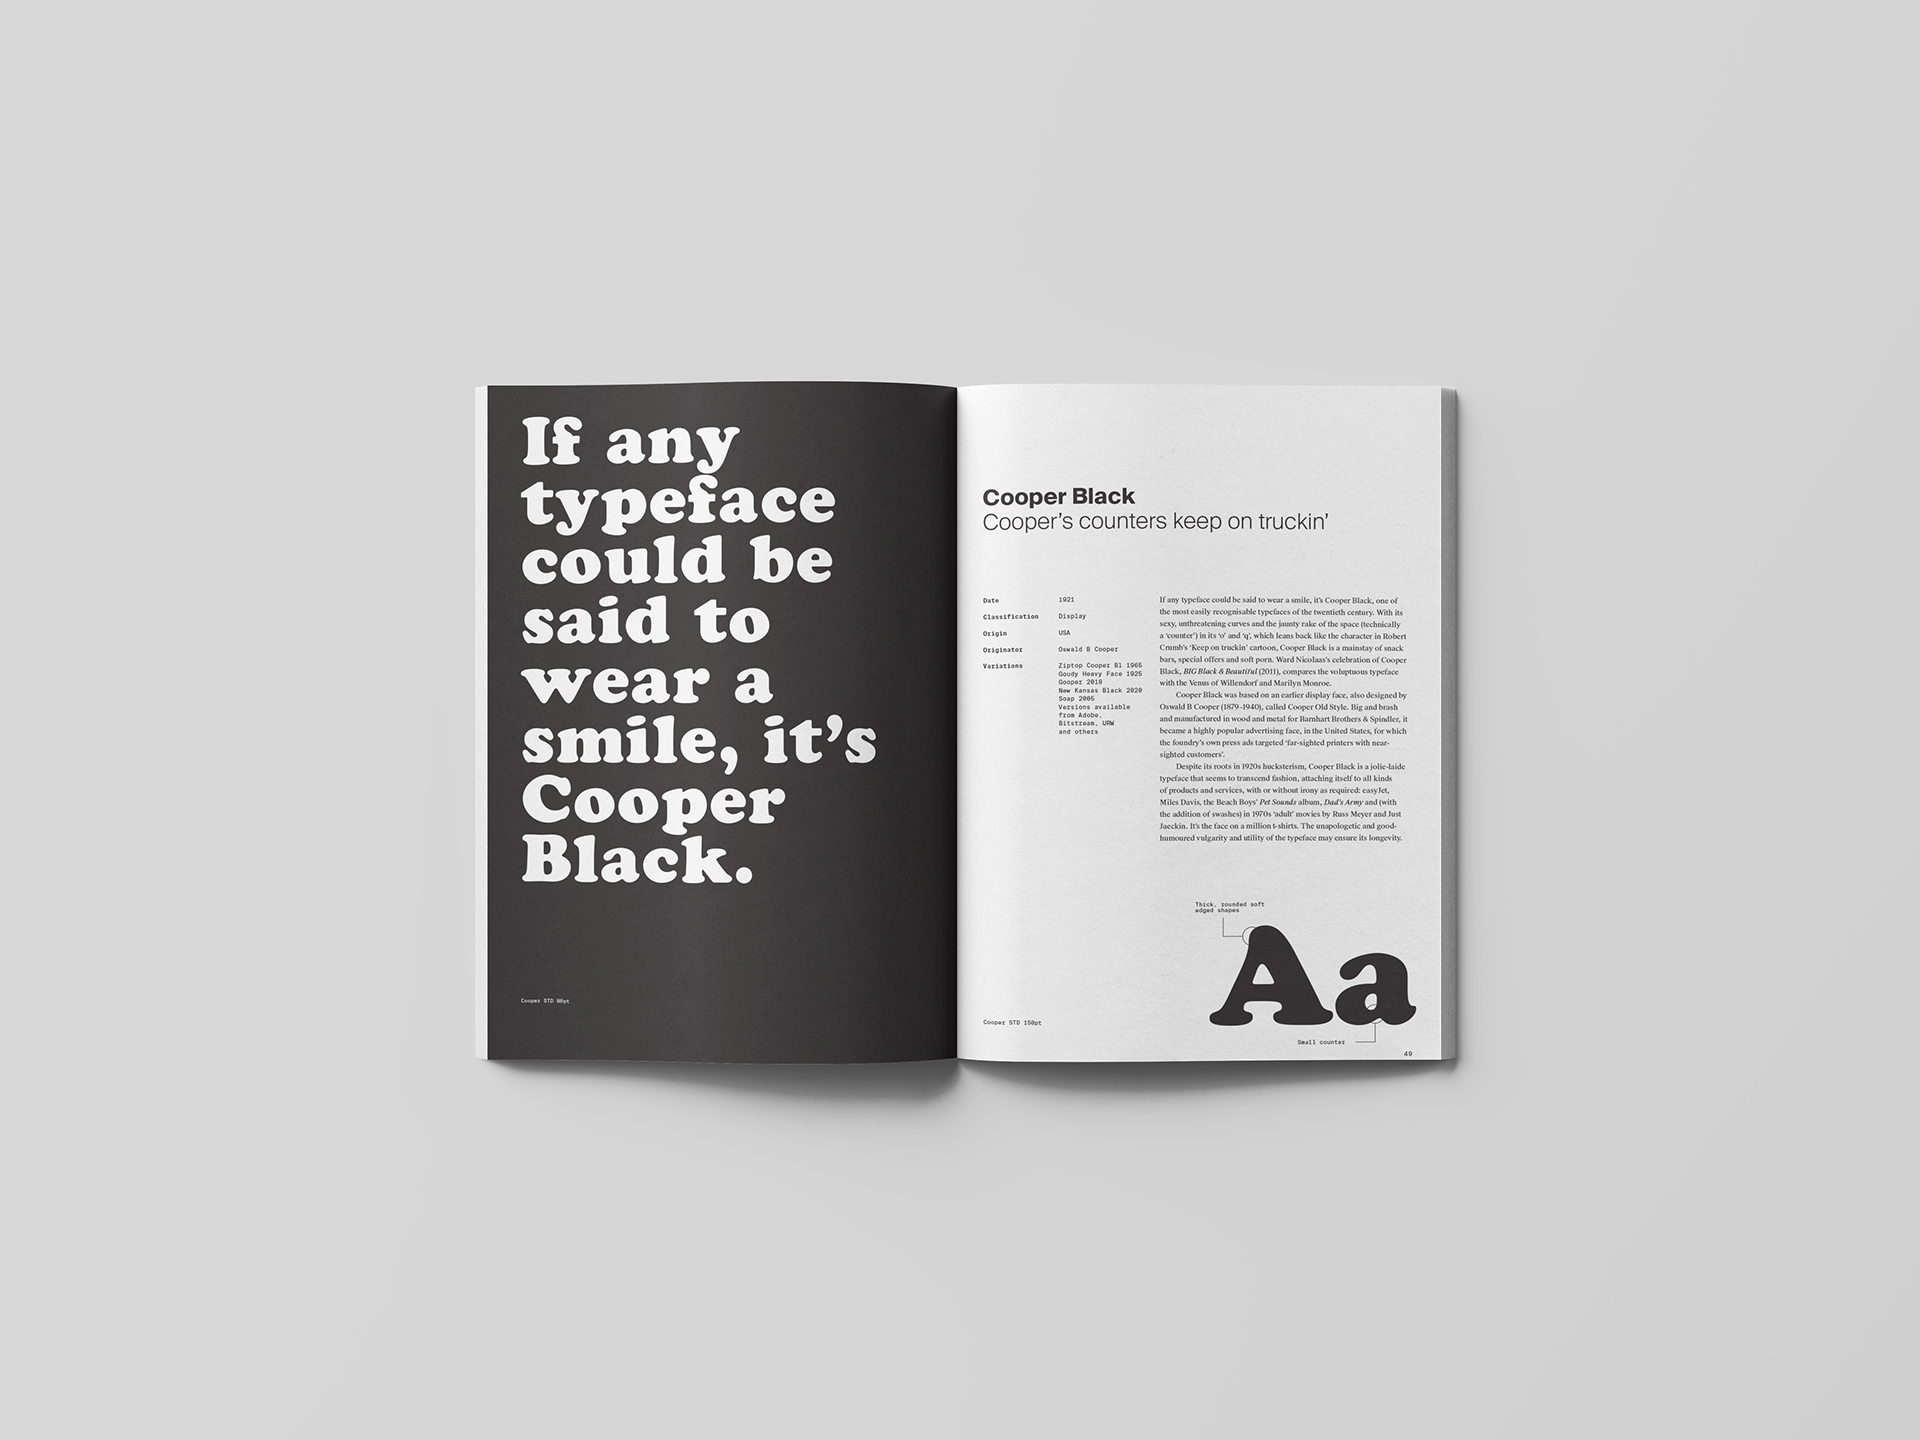 If any
typeface
could be
said to
wear a
smile, it’s
Cooper
Black.
Cooper STD 80pt
Cooper Black
Cooper’s counters keep on truckin’
Date 1921
Classification Display
Origin USA
Originator Oswald B Cooper
Variations Ziptop Cooper Bl 1965
Goudy Heavy Face 1925
Gooper 2018
New Kansas Black 2020
Soap 2005
Versions available
from Adobe,
Bitstream, URW
and others
If any typeface could be said to wear a smile, it’s Cooper Black, one of
the most easily recognisable typefaces of the twentieth century. With its
sexy, unthreatening curves and the jaunty rake of the space (technically
a ‘counter’) in its ‘o’ and ‘q’, which leans back like the character in Robert
Crumb’s ‘Keep on truckin’ cartoon, Cooper Black is a mainstay of snack
bars, special offers and soft porn. Ward Nicolaas’s celebration of Cooper
Black, BIG Black & Beautiful (2011), compares the voluptuous typeface
with the Venus of Willendorf and Marilyn Monroe.
Cooper Black was based on an earlier display face, also designed by
Oswald B Cooper (1879-1940), called Cooper Old Style. Big and brash
and manufactured in wood and metal for Barnhart Brothers & Spindler, it
became a highly popular advertising face, in the United States, for which
the foundry’s own press ads targeted ‘far-sighted printers with near-
sighted customers’.
Despite its roots in 1920s hucksterism, Cooper Black is a jolie-laide
typeface that seems to transcend fashion, attaching itself to all kinds
of products and services, with or without irony as required: easyJet,
Miles Davis, the Beach Boys’ Pet Sounds album, Dad’s Army and (with
the addition of swashes) in 1970s ‘adult’ movies by Russ Meyer and Just
Jaeckin. It’s the face on a million t-shirts. The unapologetic and good-
humoured vulgarity and utility of the typeface may ensure its longevity.
Thick, rounded soft
edged shapes
Aa
Cooper STD 150pt
Small counter
49